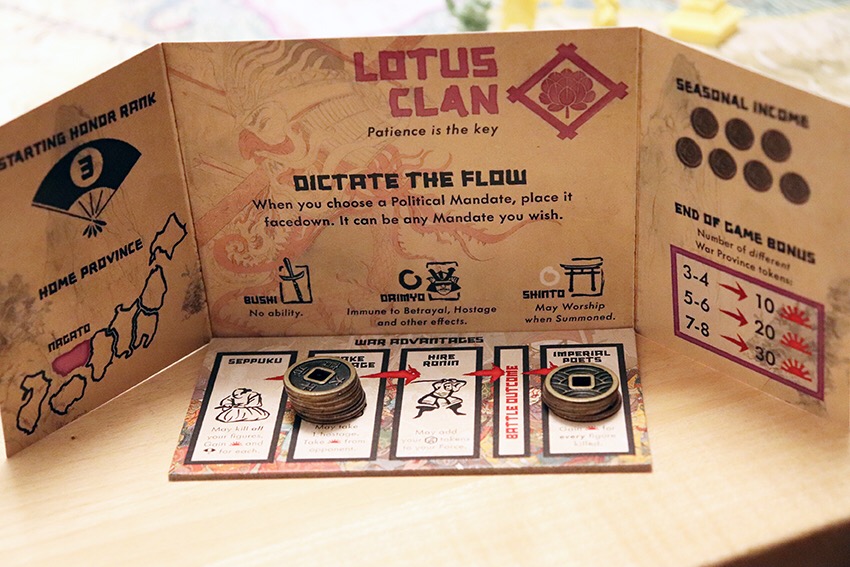 STARTING HONOR RANK
3
HOME PROVINCE
NAGATO
LOTUS
CLAN
Patience is the key
DICTATE THE FLOW
When you choose a Political Mandate, place it
facedown. It can be any Mandate you wish.
BUSHI
No ability.
DAIMYO
Immune to Betrayal, Hostage
and other effects.
SHINTO
May Worship
when Summoned.
SEASONAL INCOME
END OF GAME BONUS
Number of different
War Province tokens:
3-4 10
5-6 20
7-8 30
WAR ADVANTAGES
SEPPUKU
May kill all
your figures.
Gain and
for each.
May take
1 hostage.
Take from
opponent.
HIRE
RONIN
May add
your tokens
to your Force.
BATTLE OUTCOME
IMPERIAL
POETS
Gain for
every figure
killed.